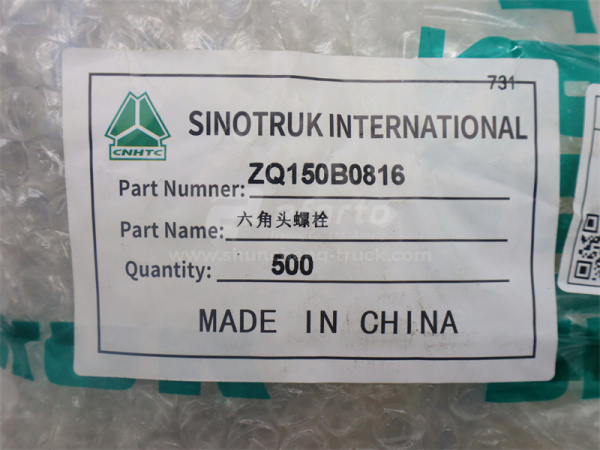 731
CNHTC
SINOTRUK INTERNATIONAL
Part Numner: ZQ150B0816
Part Name: 六角头螺栓
Quantity: 500
MADE IN CHINA